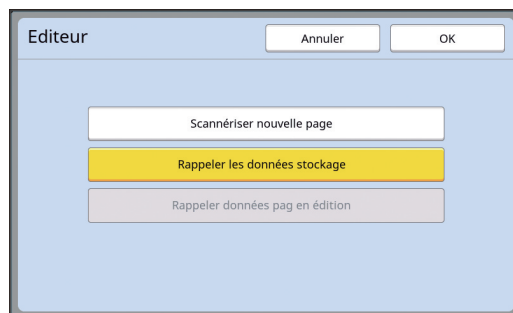 Editeur
Annuler
OK
Scannériser nouvelle page
Rappeler les données stockage
Rappeler données pag en édition